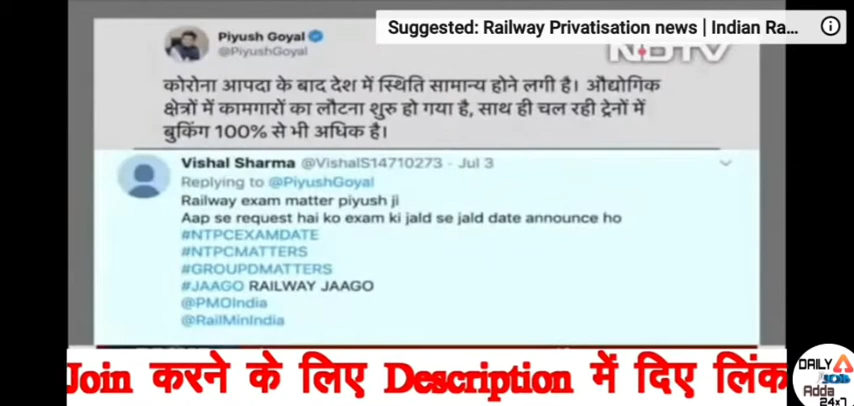 Suggested: Railway Privatisation news | Indian Ra...
Piyush Goyal
@PiyushGoyal
NDTV
कोरोना आपदा के बाद देश में स्थिति सामान्य होने लगी है। औद्योगिक
क्षेत्रों में कामगारों का लौटना शुरु हो गया है, साथ ही चल रही ट्रेनों में
बुकिंग 100% से भी अधिक है।
Vishal Sharma @VishalS14710273 · Jul 3
Replying to @PiyushGoyal
Railway exam matter piyush ji
Aap se request hai ko exam ki jald se jald date announce ho
#NTPCEXAMDATE
#NTPCMATTERS
#GROUPDMATTERS
#JAAGO RAILWAY JAAGO
@PMOIndia
@RailMinIndia
Join करने के लिए Description में दिए लिंक
DAILY
JOB
Adda
24x7